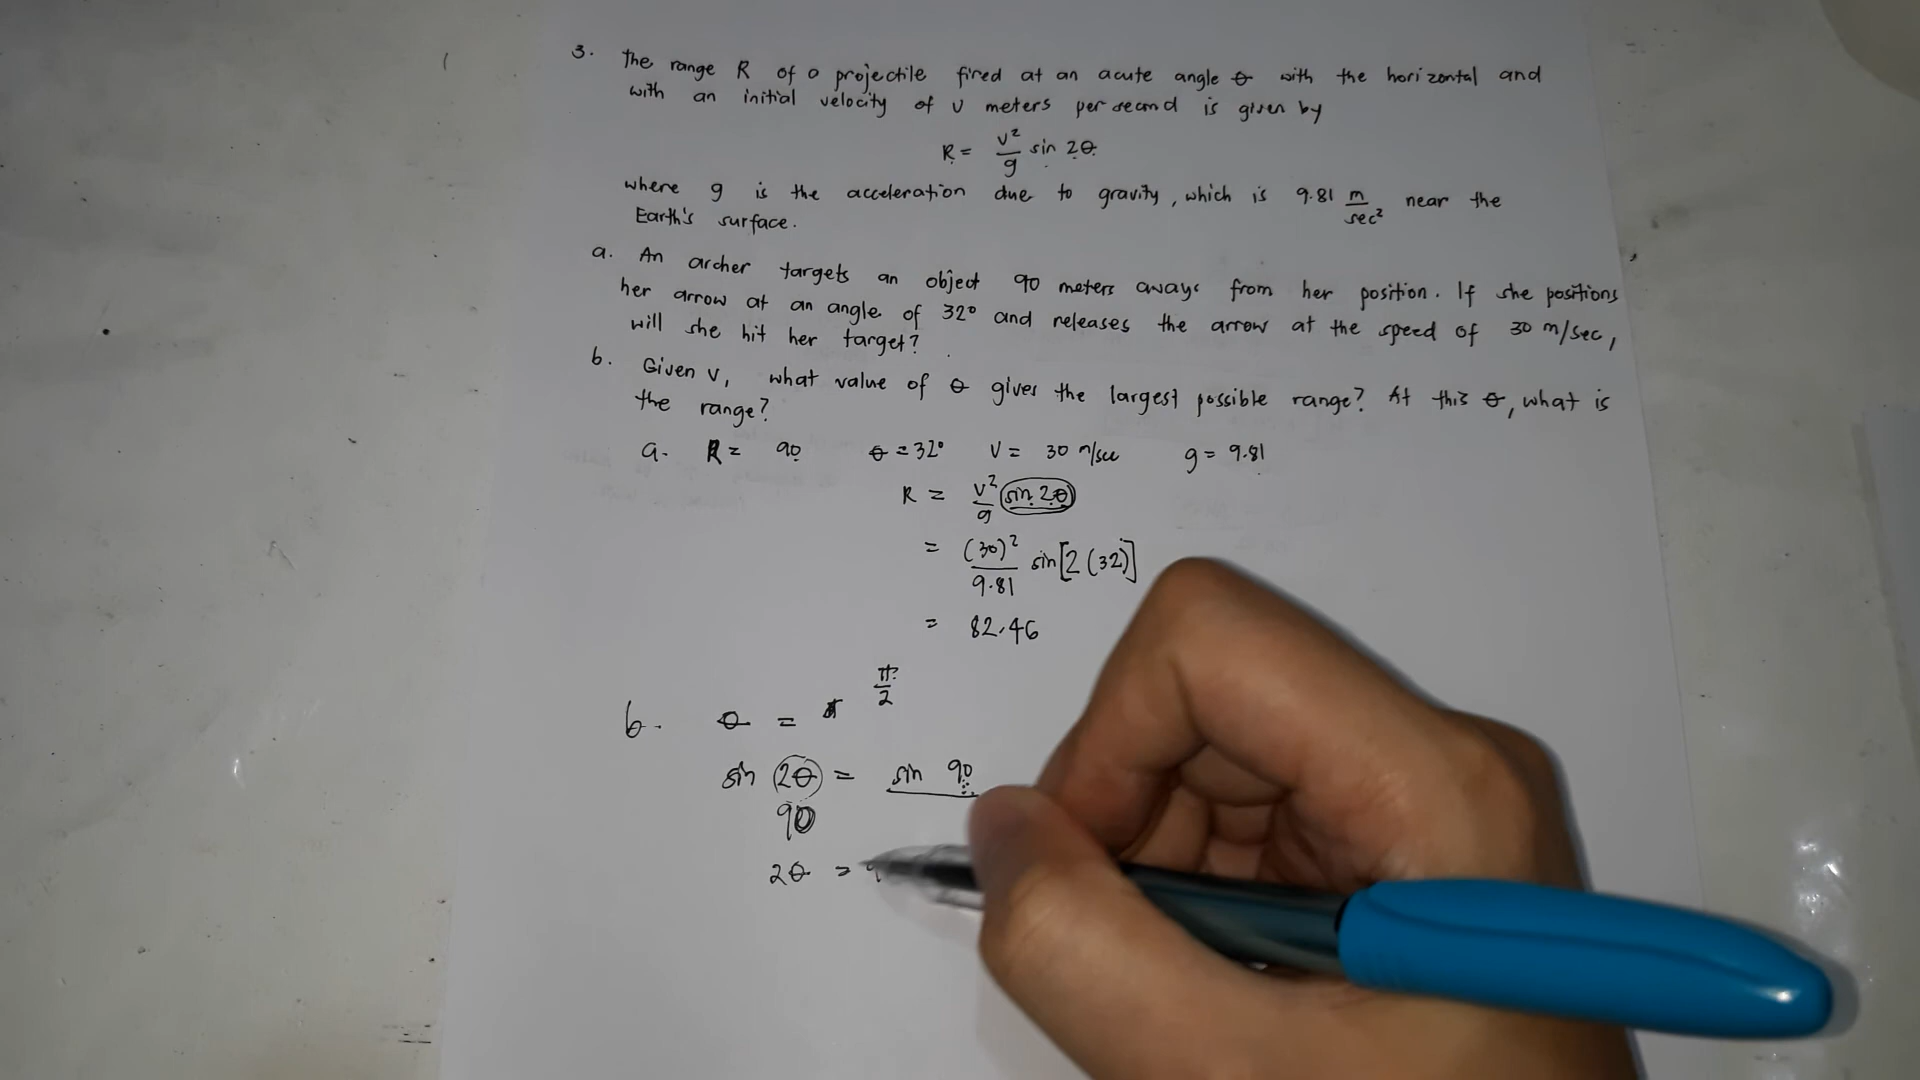 3. The range R of a projectile fired at an acute angle θ with the horizontal and
with an initial velocity of v meters per second is given by
R = v²/g sin 2θ
where g is the acceleration due to gravity, which is 9.81 m/sec² near the
Earth's surface.
a. An archer targets an object 90 meters aways from her position. If she positions
her arrow at an angle of 32° and releases the arrow at the speed of 30 m/sec,
will she hit her target?
b. Given v, what value of θ gives the largest possible range? At this θ, what is
the range?
a. R = 90 θ = 32° V = 30 m/sec g = 9.81
R = v²/g sin 2θ
= (30)²/9.81 sin[2(32)]
= 82.46
π/2
b. θ =
sin 2θ = sin 90
90
2θ =